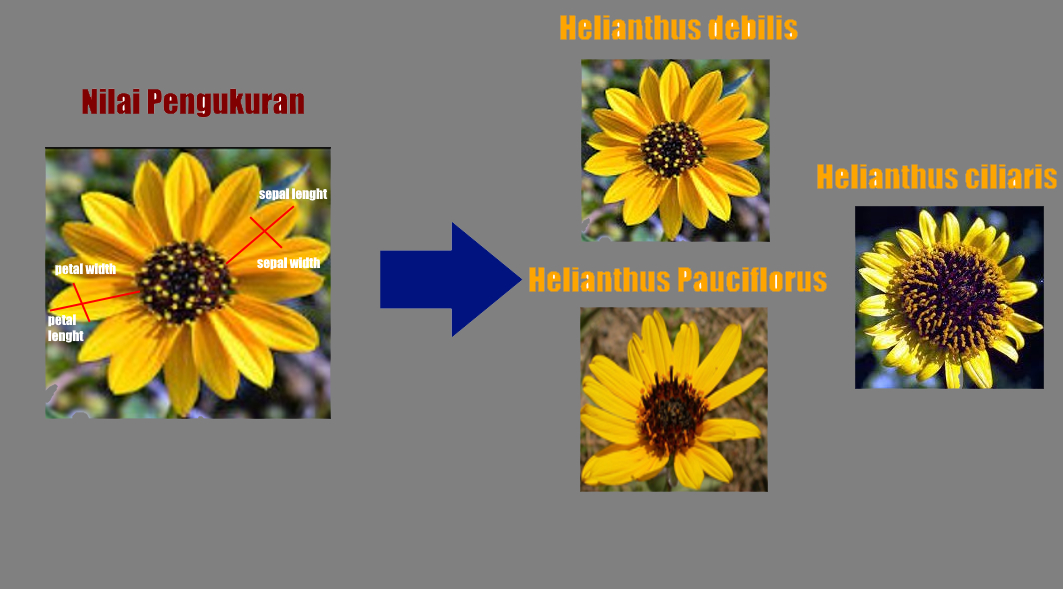 Nilai Pengukuran
sepal lenght
sepal width
petal width
petal
lenght
Helianthus debilis
Helianthus ciliaris
Helianthus Pauciflorus